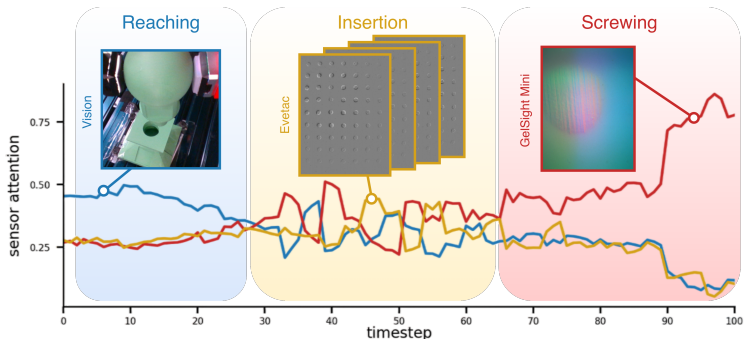 Reaching
Insertion
Screwing
Vision
Evetac
GelSight Mini
sensor attention
0.75
0.50
0.25
0 10 20 30 40 50 60 70 80 90 100
timestep